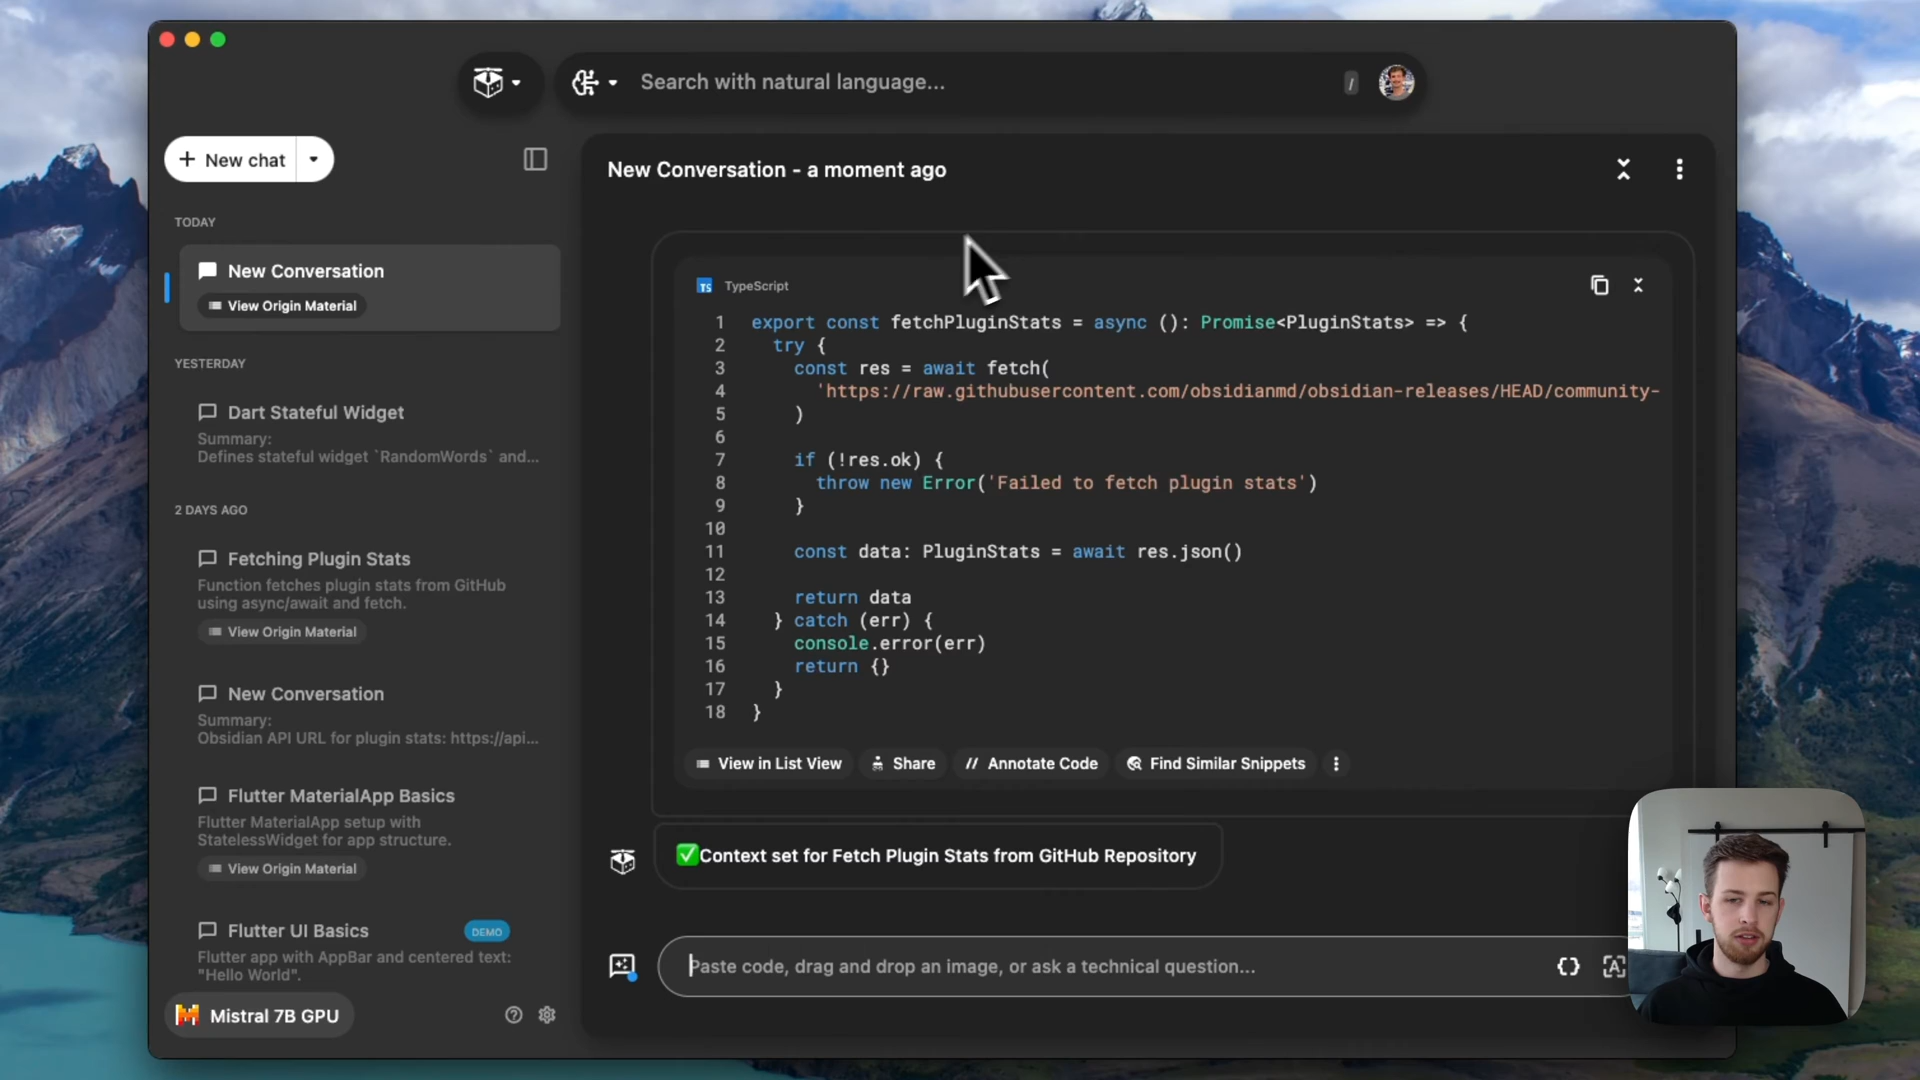 Search with natural language...
/
New chat
New Conversation - a moment ago
TODAY
New Conversation
View Origin Material
YESTERDAY
Dart Stateful Widget
Summary:
Defines stateful widget `RandomWords` and...
2 DAYS AGO
Fetching Plugin Stats
Function fetches plugin stats from GitHub
using async/await and fetch.
View Origin Material
New Conversation
Summary:
Obsidian API URL for plugin stats: https://api...
Flutter MaterialApp Basics
Flutter MaterialApp setup with
StatelessWidget for app structure.
View Origin Material
Flutter UI Basics
DEMO
Flutter app with AppBar and centered text:
"Hello World".
Mistral 7B GPU
TS TypeScript
1 export const fetchPluginStats = async (): Promise<PluginStats> => {
2 try {
3 const res = await fetch(
4 'https://raw.githubusercontent.com/obsidianmd/obsidian-releases/HEAD/community-
5 )
6
7 if (!res.ok) {
8 throw new Error('Failed to fetch plugin stats')
9 }
10
11 const data: PluginStats = await res.json()
12
13 return data
14 } catch (err) {
15 console.error(err)
16 return {}
17 }
18 }
View in List View
Share
// Annotate Code
Find Similar Snippets
✅Context set for Fetch Plugin Stats from GitHub Repository
Paste code, drag and drop an image, or ask a technical question...